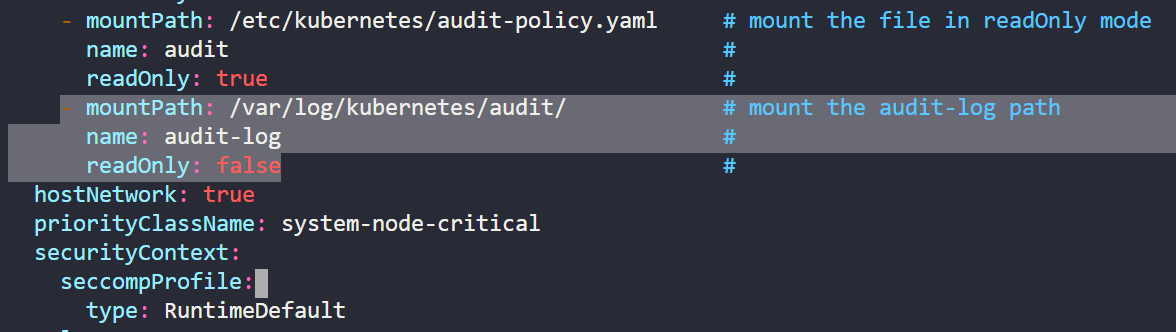 - mountPath: /etc/kubernetes/audit-policy.yaml # mount the file in readOnly mode
name: audit #
readOnly: true #
- mountPath: /var/log/kubernetes/audit/ # mount the audit-log path
name: audit-log #
readOnly: false #
hostNetwork: true
priorityClassName: system-node-critical
securityContext:
seccompProfile:
type: RuntimeDefault